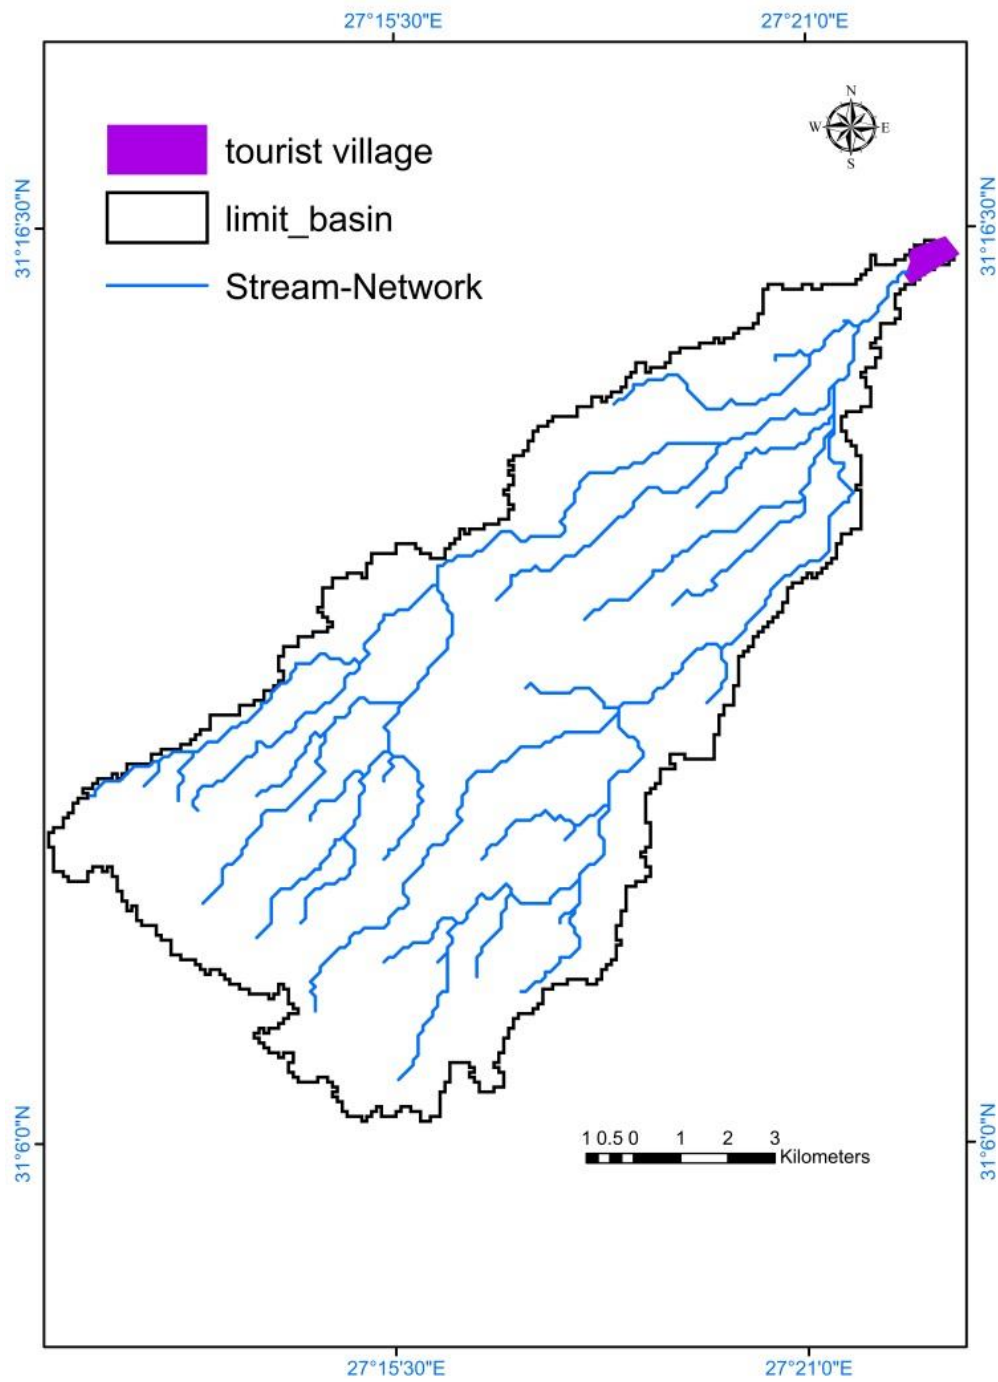 27°15'30"E 27°21'0"E
N
W E
S
tourist village
limit_basin
Stream-Network
31°16'30"N 31°16'30"N
31°6'0"N 31°6'0"N
1 0.5 0 1 2 3
Kilometers
27°15'30"E 27°21'0"E